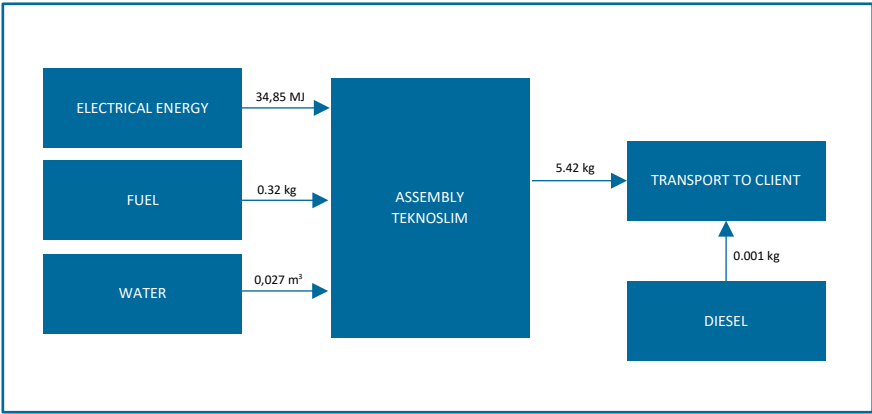 ELECTRICAL ENERGY
34,85 MJ
FUEL
0.32 kg
WATER
0,027 m³
ASSEMBLY
TEKNOSLIM
5.42 kg
TRANSPORT TO CLIENT
0.001 kg
DIESEL